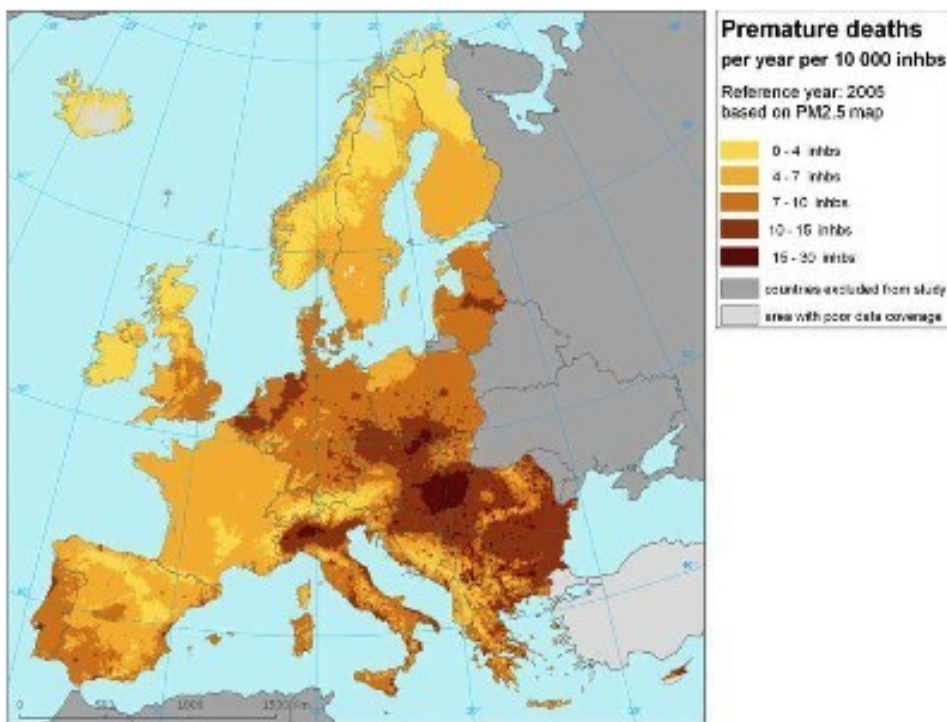 Premature deaths
per year per 10 000 inhbs
Reference year: 2005
based on PM2.5 map
0 - 4 inhbs
4 - 7 inhbs
7 - 10 inhbs
10 - 15 inhbs
15 - 30 inhbs
countries excluded from study
area with poor data coverage
0 500 1000 1500 km